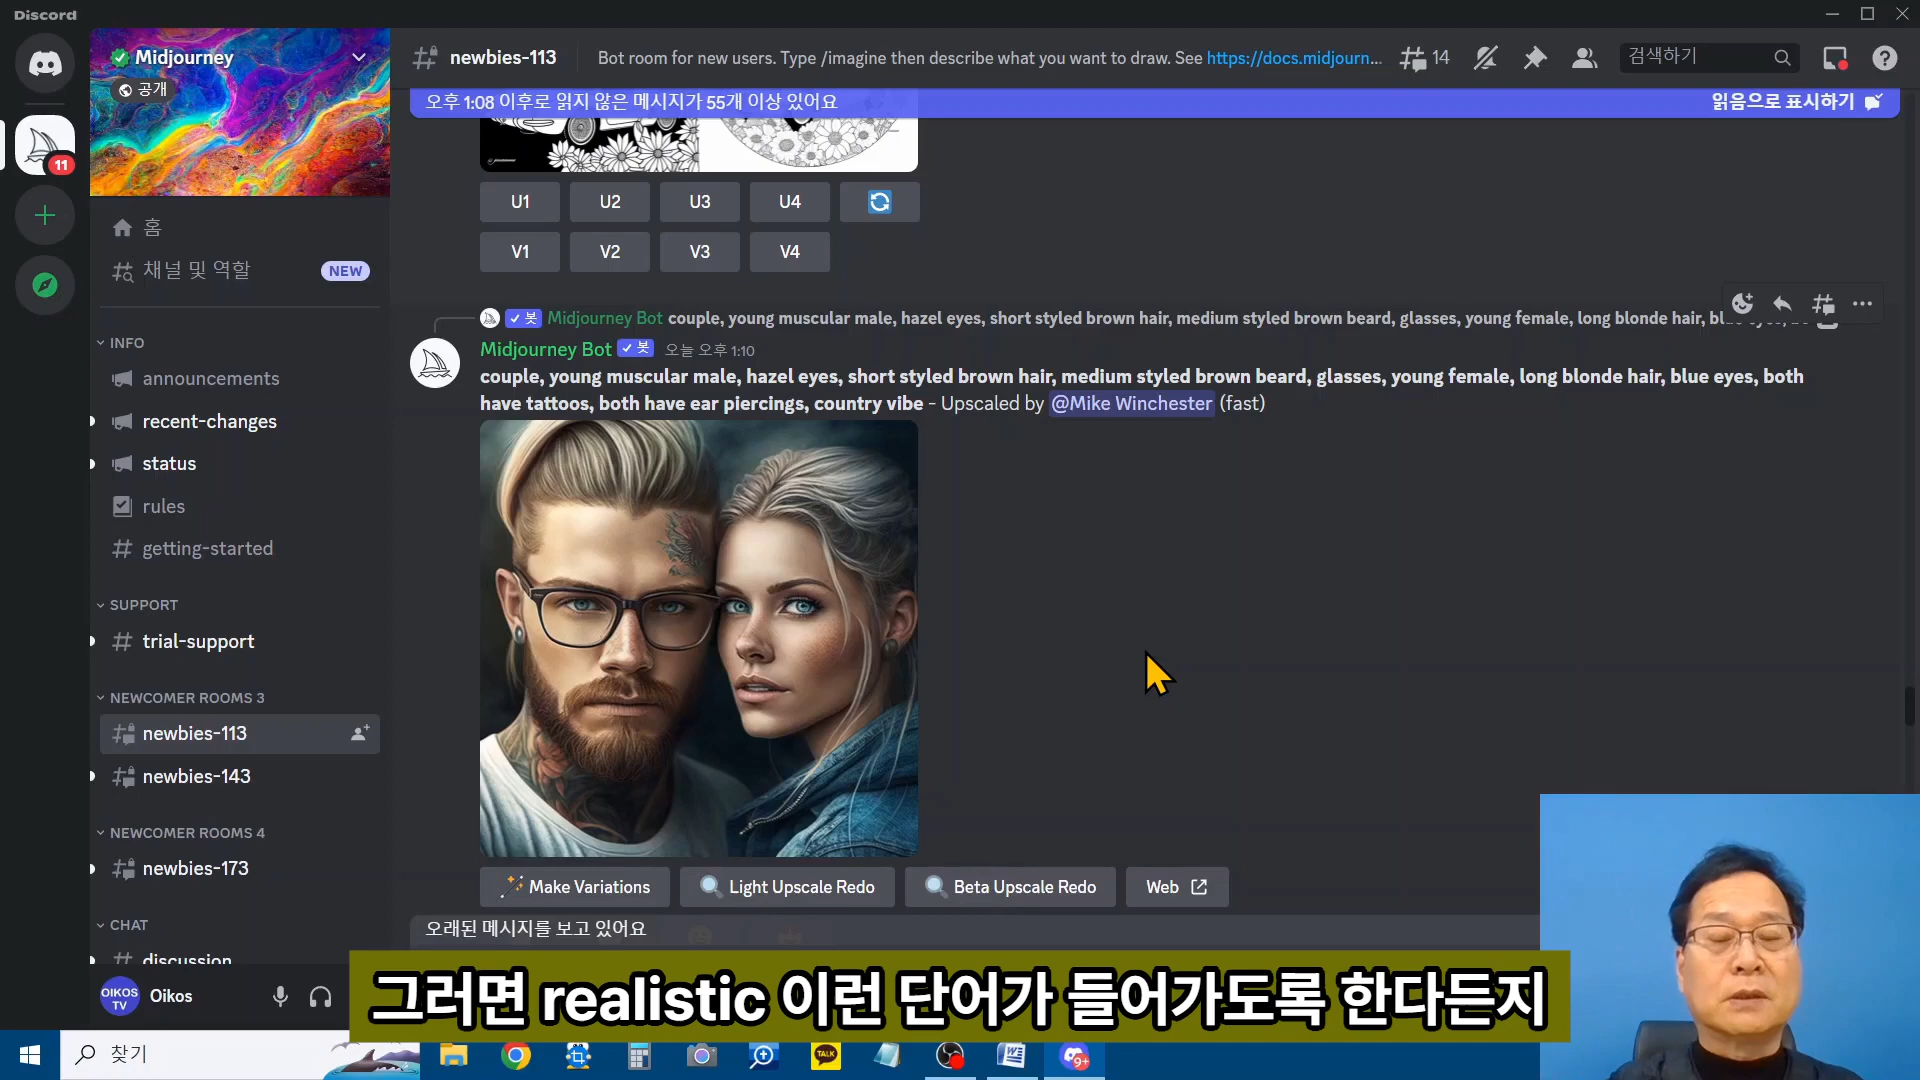 Discord
Midjourney
공개
11
홈
채널 및 역할
NEW
INFO
announcements
recent-changes
status
rules
getting-started
SUPPORT
trial-support
NEWCOMER ROOMS 3
newbies-113
newbies-143
NEWCOMER ROOMS 4
newbies-173
CHAT
discussion
OIKOS TV
Oikos
newbies-113
Bot room for new users. Type /imagine then describe what you want to draw. See https://docs.midjourn...
14
검색하기
오후 1:08 이후로 읽지 않은 메시지가 55개 이상 있어요
읽음으로 표시하기
U1 U2 U3 U4
V1 V2 V3 V4
봇 Midjourney Bot couple, young muscular male, hazel eyes, short styled brown hair, medium styled brown beard, glasses, young female, long blonde hair,
Midjourney Bot 봇 오늘 오후 1:10
couple, young muscular male, hazel eyes, short styled brown hair, medium styled brown beard, glasses, young female, long blonde hair, blue eyes, both
have tattoos, both have ear piercings, country vibe - Upscaled by @Mike Winchester (fast)
Make Variations
Light Upscale Redo
Beta Upscale Redo
Web
오래된 메시지를 보고 있어요
그러면 realistic 이런 단어가 들어가도록 한다든지
찾기
TALK
9+